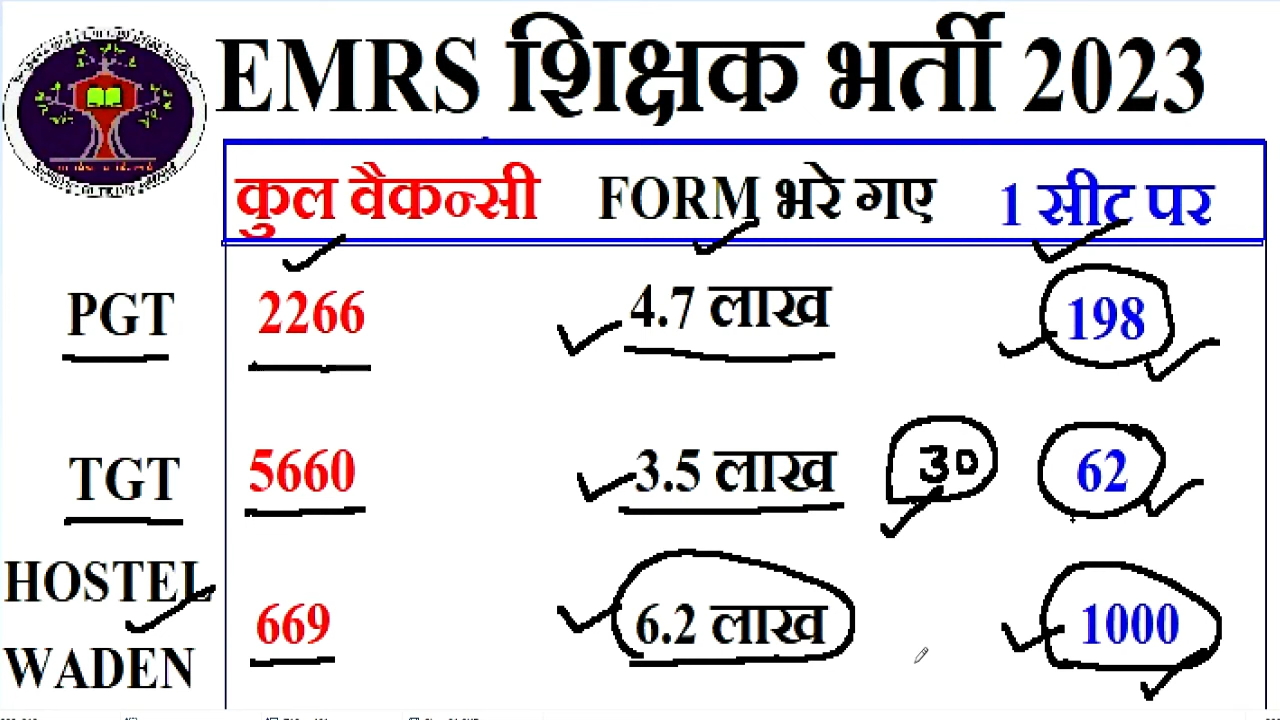 EMRS शिक्षक भर्ती 2023
कुल वैकन्सी FORM भरे गए 1 सीट पर
PGT 2266 4.7 लाख 198
TGT 5660 3.5 लाख 30 62
HOSTEL
669 6.2 लाख 1000
WADEN